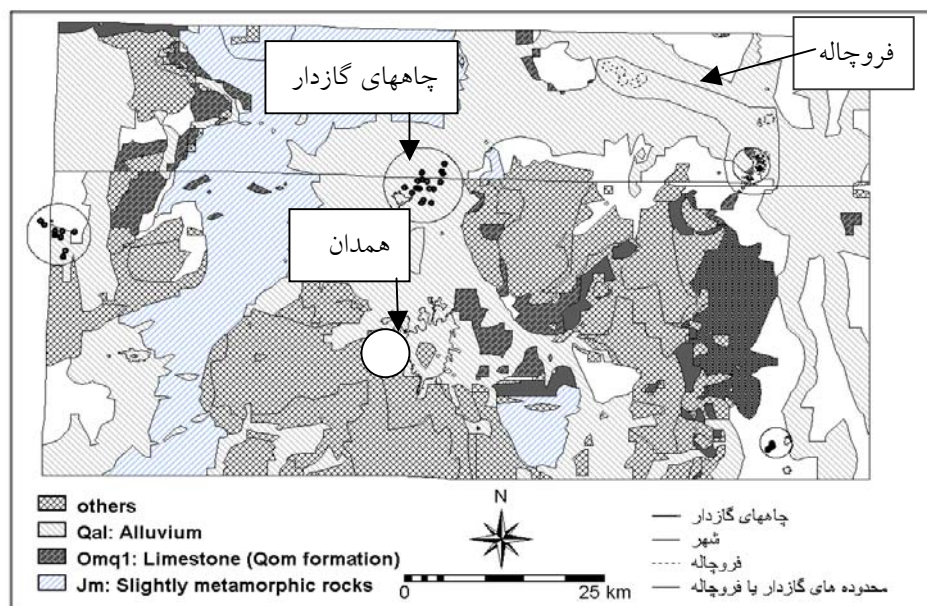 فروچاله
چاههای گازدار
همدان
others
Qal: Alluvium
Omq1: Limestone (Qom formation)
Jm: Slightly metamorphic rocks
N
0 25 km
چاههای گازدار
شهر
فروچاله
محدوده های گازدار یا فروچاله